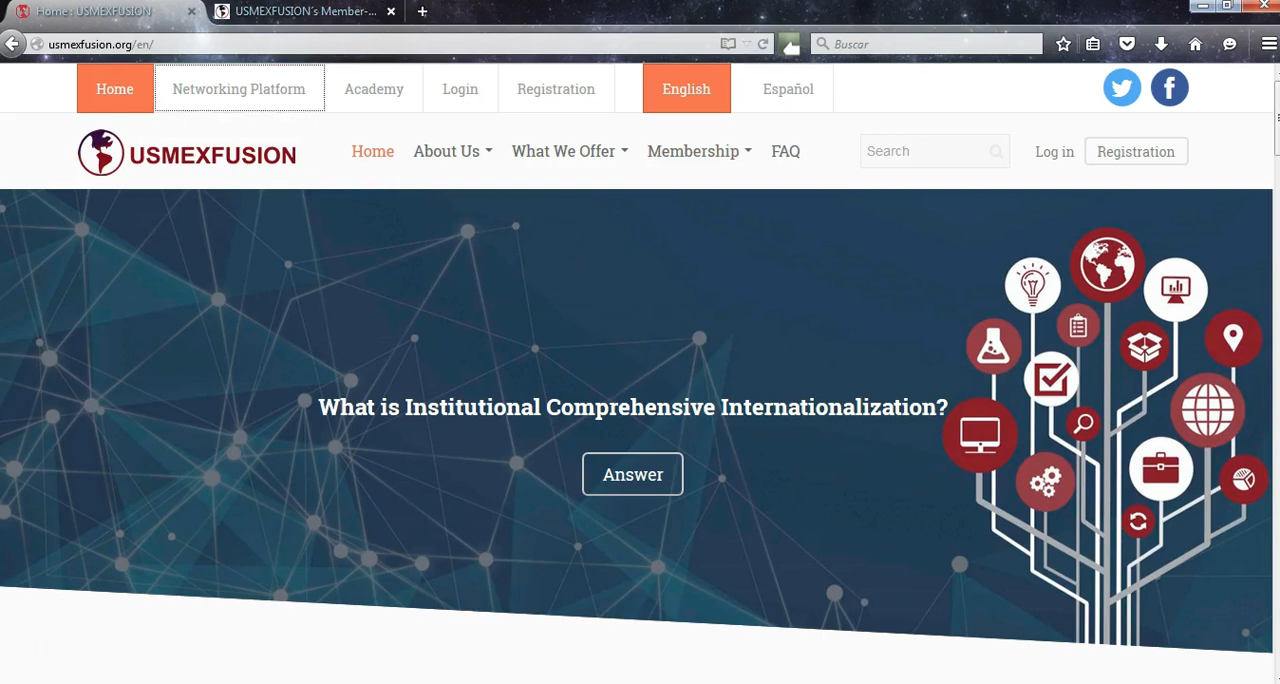 Home : USMEXFUSION
USMEXFUSION´s Member-...
usmexfusion.org/en/
Buscar
Home Networking Platform Academy Login Registration English Español
USMEXFUSION Home About Us What We Offer Membership FAQ Search Log in Registration
What is Institutional Comprehensive Internationalization?
Answer